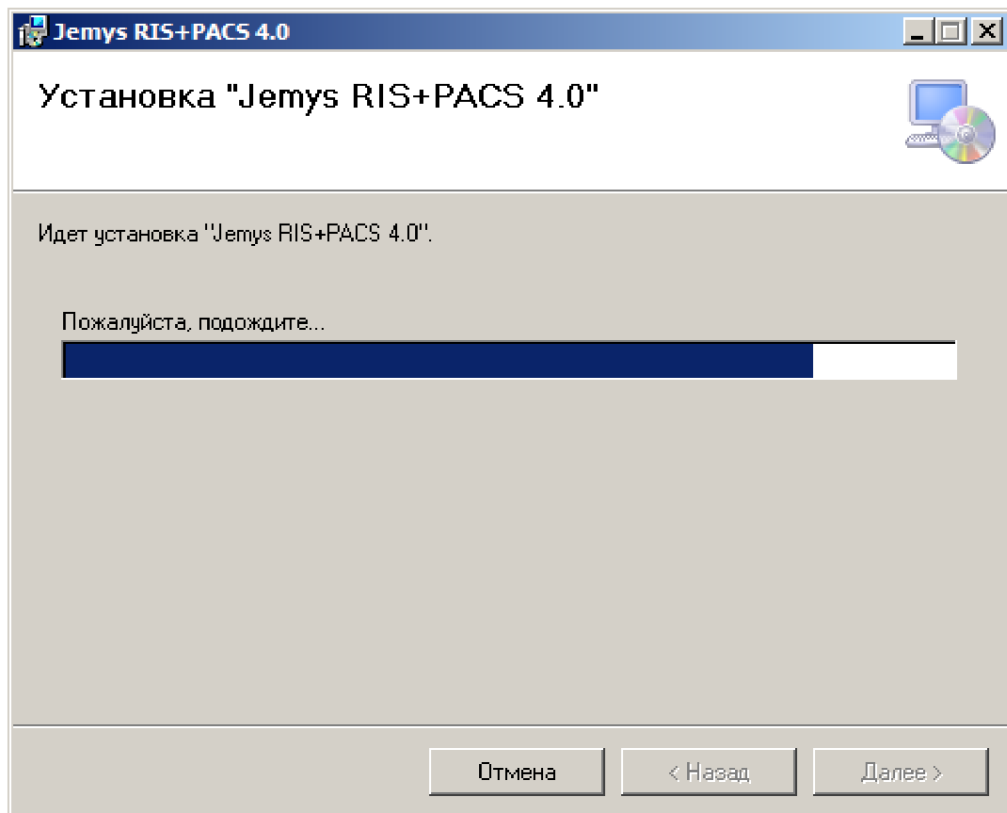 Jemys RIS+PACS 4.0
Установка "Jemys RIS+PACS 4.0"
Идет установка "Jemys RIS+PACS 4.0".
Пожалуйста, подождите...
Отмена
< Назад
Далее >